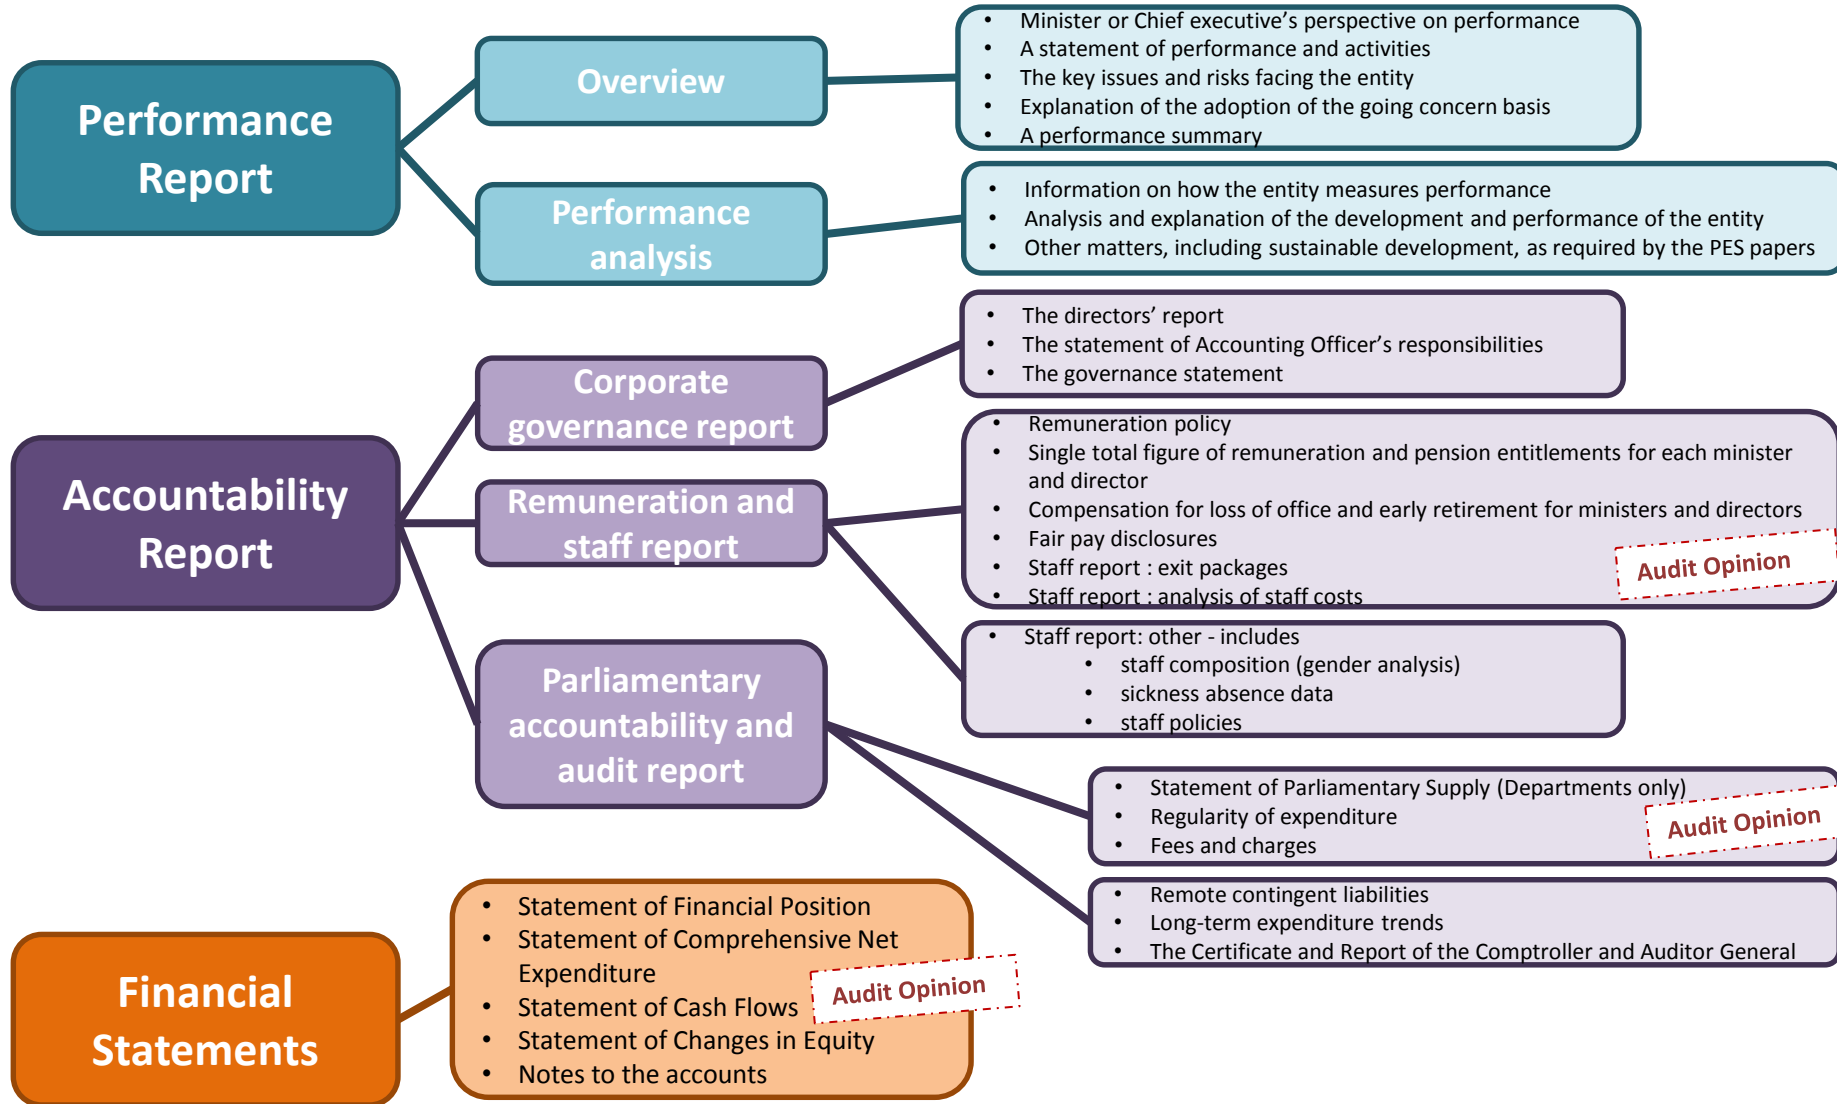 Performance
Report
Overview
• Minister or Chief executive’s perspective on performance
• A statement of performance and activities
• The key issues and risks facing the entity
• Explanation of the adoption of the going concern basis
• A performance summary
Performance
analysis
• Information on how the entity measures performance
• Analysis and explanation of the development and performance of the entity
• Other matters, including sustainable development, as required by the PES papers
Accountability
Report
Corporate
governance report
• The directors’ report
• The statement of Accounting Officer’s responsibilities
• The governance statement
Remuneration and
staff report
• Remuneration policy
• Single total figure of remuneration and pension entitlements for each minister
and director
• Compensation for loss of office and early retirement for ministers and directors
• Fair pay disclosures
• Staff report : exit packages
• Staff report : analysis of staff costs
Audit Opinion
• Staff report: other - includes
• staff composition (gender analysis)
• sickness absence data
• staff policies
Parliamentary
accountability and
audit report
• Statement of Parliamentary Supply (Departments only)
• Regularity of expenditure
• Fees and charges
Audit Opinion
• Remote contingent liabilities
• Long-term expenditure trends
• The Certificate and Report of the Comptroller and Auditor General
Financial
Statements
• Statement of Financial Position
• Statement of Comprehensive Net
Expenditure
• Statement of Cash Flows
• Statement of Changes in Equity
• Notes to the accounts
Audit Opinion